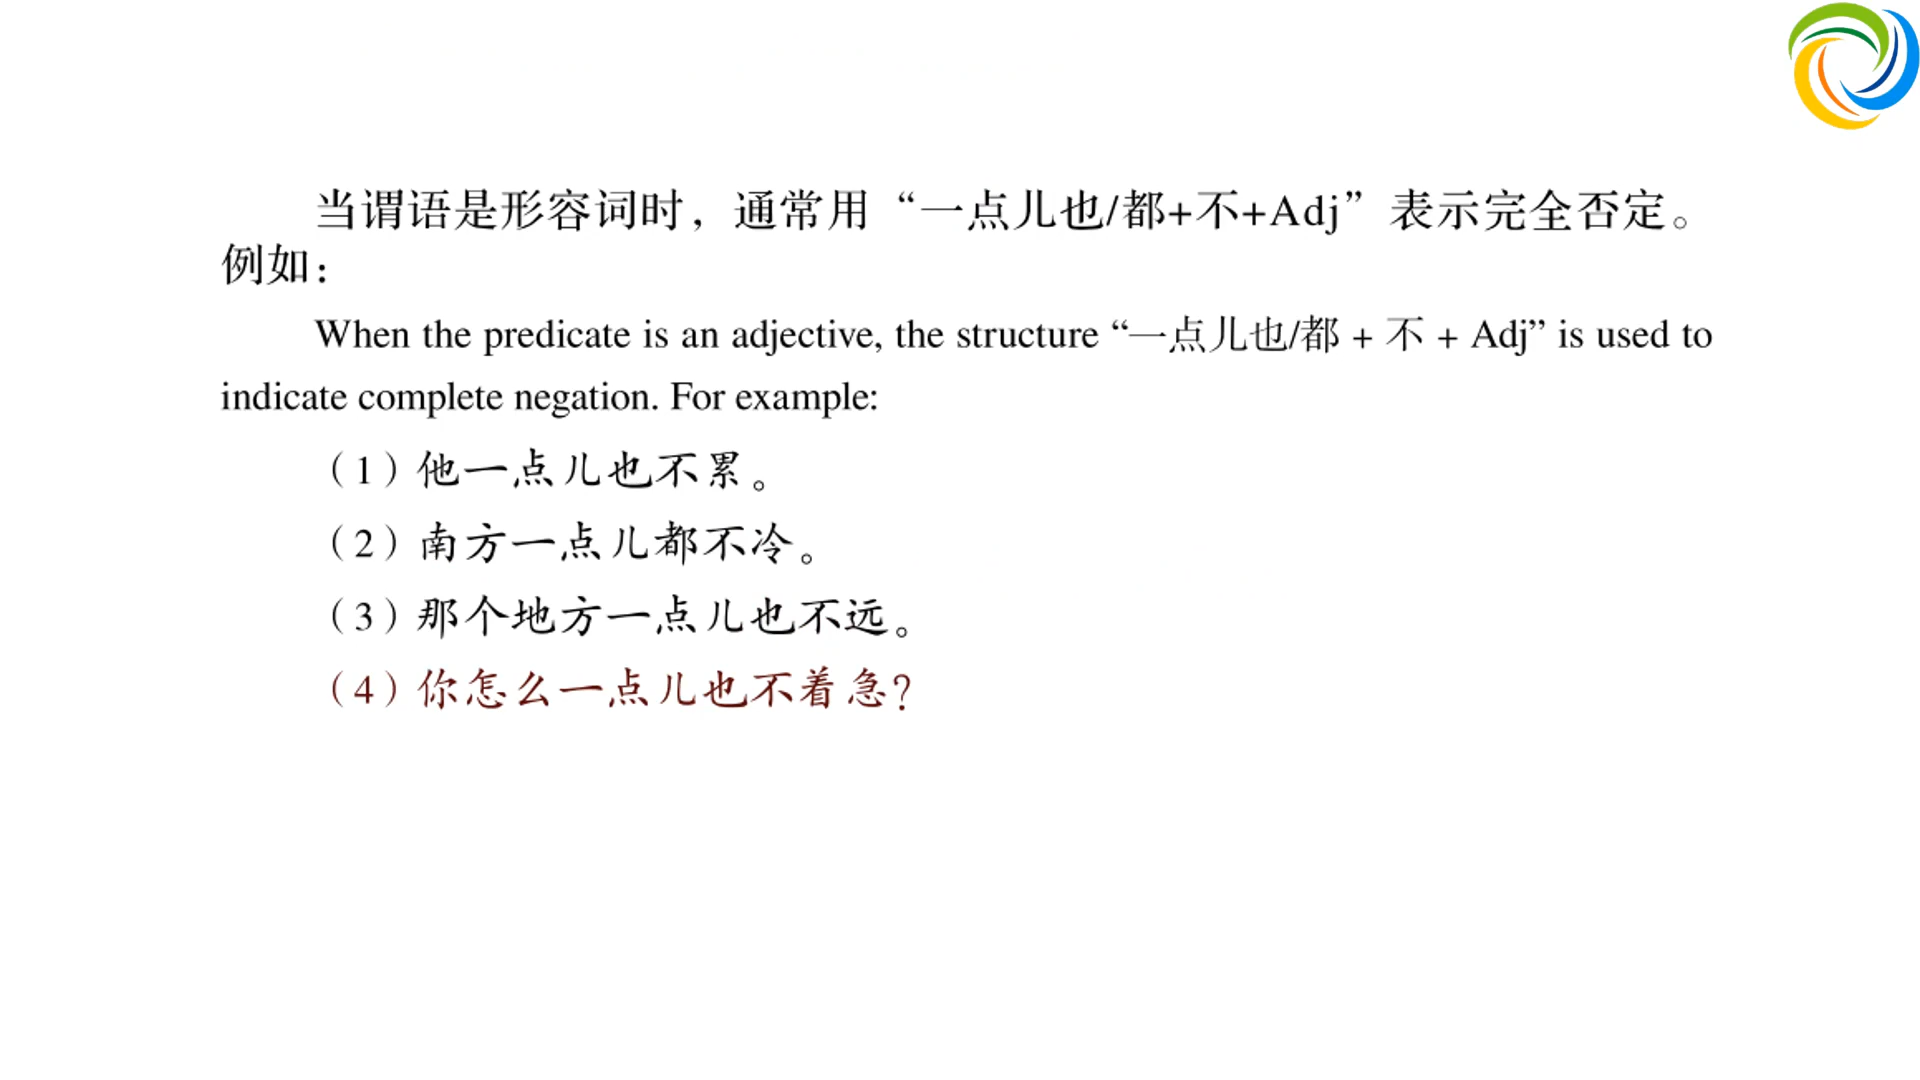 当谓语是形容词时，通常用“一点儿也/都+不+Adj”表示完全否定。
例如：
When the predicate is an adjective, the structure “一点儿也/都 + 不 + Adj” is used to
indicate complete negation. For example:
（1）他一点儿也不累。
（2）南方一点儿都不冷。
（3）那个地方一点儿也不远。
（4）你怎么一点儿也不着急？